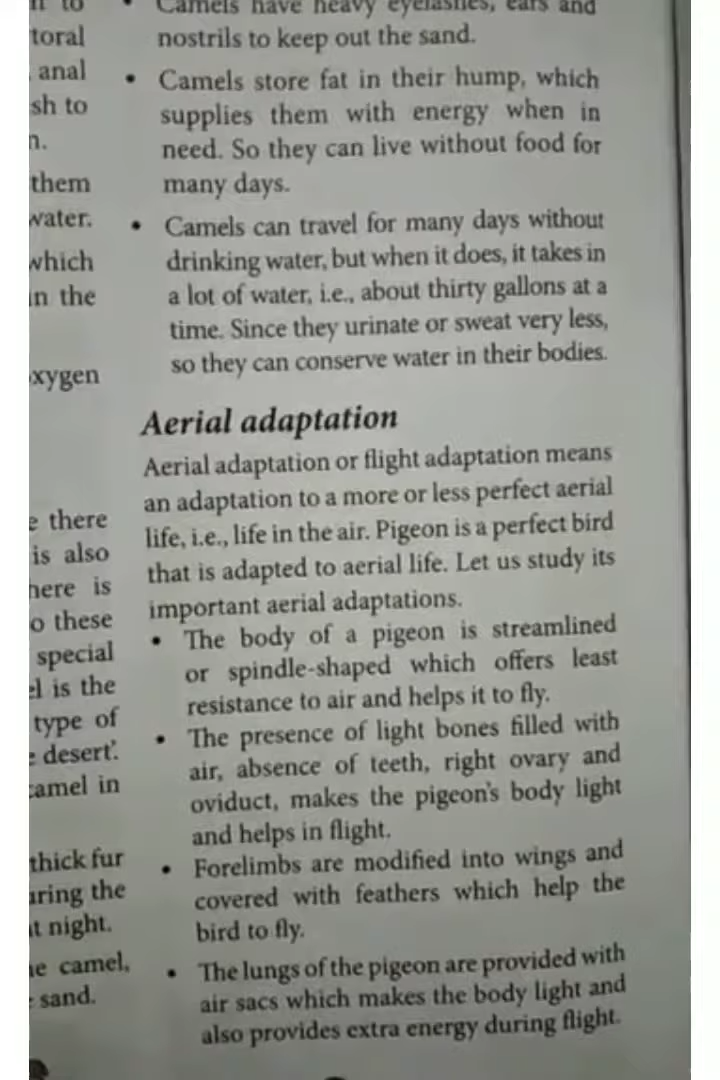 toral
anal
sh to
n.
them
water.
which
in the
oxygen
e there
is also
here is
o these
special
el is the
type of
e desert'.
camel in
thick fur
uring the
at night.
he camel,
sand.
• Camels have heavy eyelashes, ears and
nostrils to keep out the sand.
• Camels store fat in their hump, which
supplies them with energy when in
need. So they can live without food for
many days.
• Camels can travel for many days without
drinking water, but when it does, it takes in
a lot of water, i.e., about thirty gallons at a
time. Since they urinate or sweat very less,
so they can conserve water in their bodies.
Aerial adaptation
Aerial adaptation or flight adaptation means
an adaptation to a more or less perfect aerial
life, i.e., life in the air. Pigeon is a perfect bird
that is adapted to aerial life. Let us study its
important aerial adaptations.
• The body of a pigeon is streamlined
or spindle-shaped which offers least
resistance to air and helps it to fly.
• The presence of light bones filled with
air, absence of teeth, right ovary and
oviduct, makes the pigeon's body light
and helps in flight.
• Forelimbs are modified into wings and
covered with feathers which help the
bird to fly.
• The lungs of the pigeon are provided with
air sacs which makes the body light and
also provides extra energy during flight.